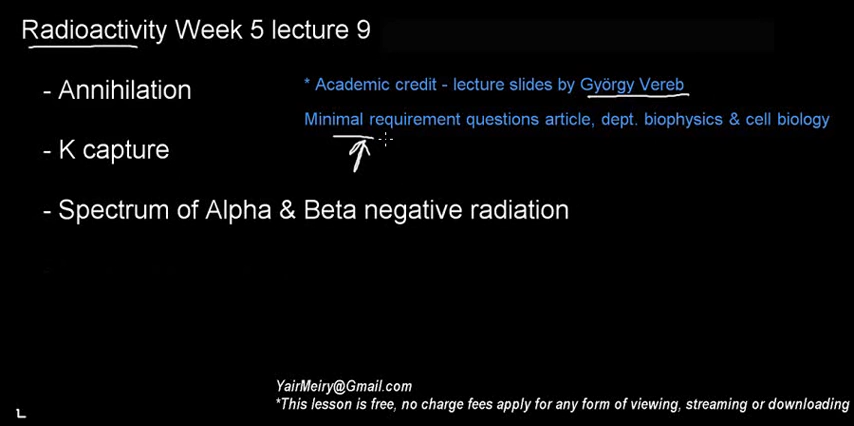 Radioactivity Week 5 lecture 9
- Annihilation
* Academic credit - lecture slides by György Vereb
Minimal requirement questions article, dept. biophysics & cell biology
- K capture
- Spectrum of Alpha & Beta negative radiation
YairMeiry@Gmail.com
*This lesson is free, no charge fees apply for any form of viewing, streaming or downloading